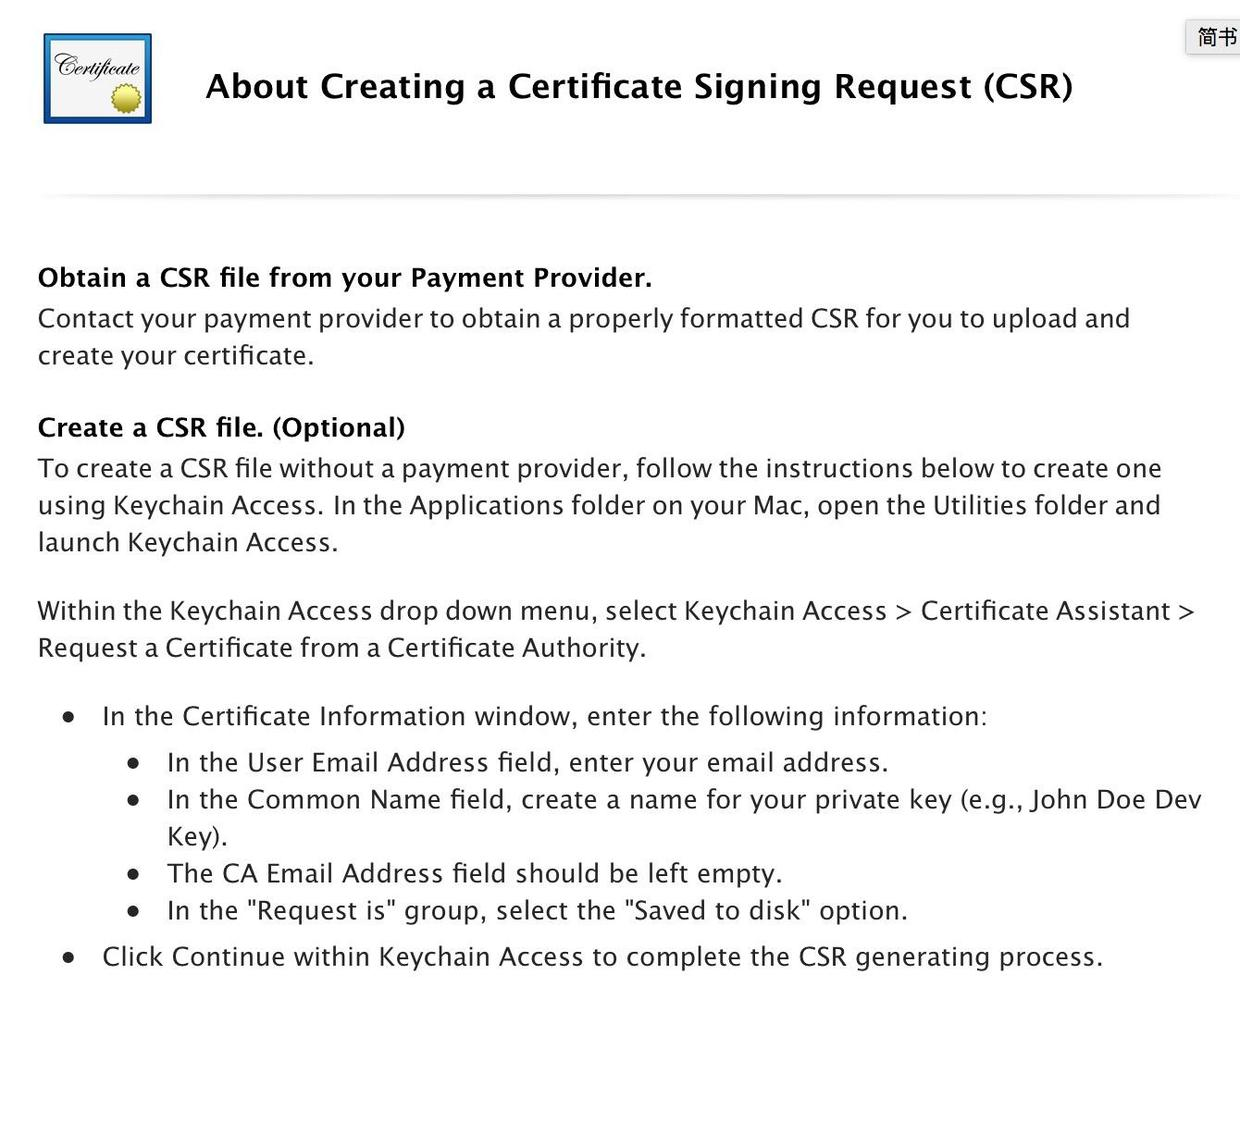 简书
Certificate
About Creating a Certificate Signing Request (CSR)
Obtain a CSR file from your Payment Provider.
Contact your payment provider to obtain a properly formatted CSR for you to upload and
create your certificate.
Create a CSR file. (Optional)
To create a CSR file without a payment provider, follow the instructions below to create one
using Keychain Access. In the Applications folder on your Mac, open the Utilities folder and
launch Keychain Access.
Within the Keychain Access drop down menu, select Keychain Access > Certificate Assistant >
Request a Certificate from a Certificate Authority.
● In the Certificate Information window, enter the following information:
● In the User Email Address field, enter your email address.
● In the Common Name field, create a name for your private key (e.g., John Doe Dev
Key).
● The CA Email Address field should be left empty.
● In the "Request is" group, select the "Saved to disk" option.
● Click Continue within Keychain Access to complete the CSR generating process.